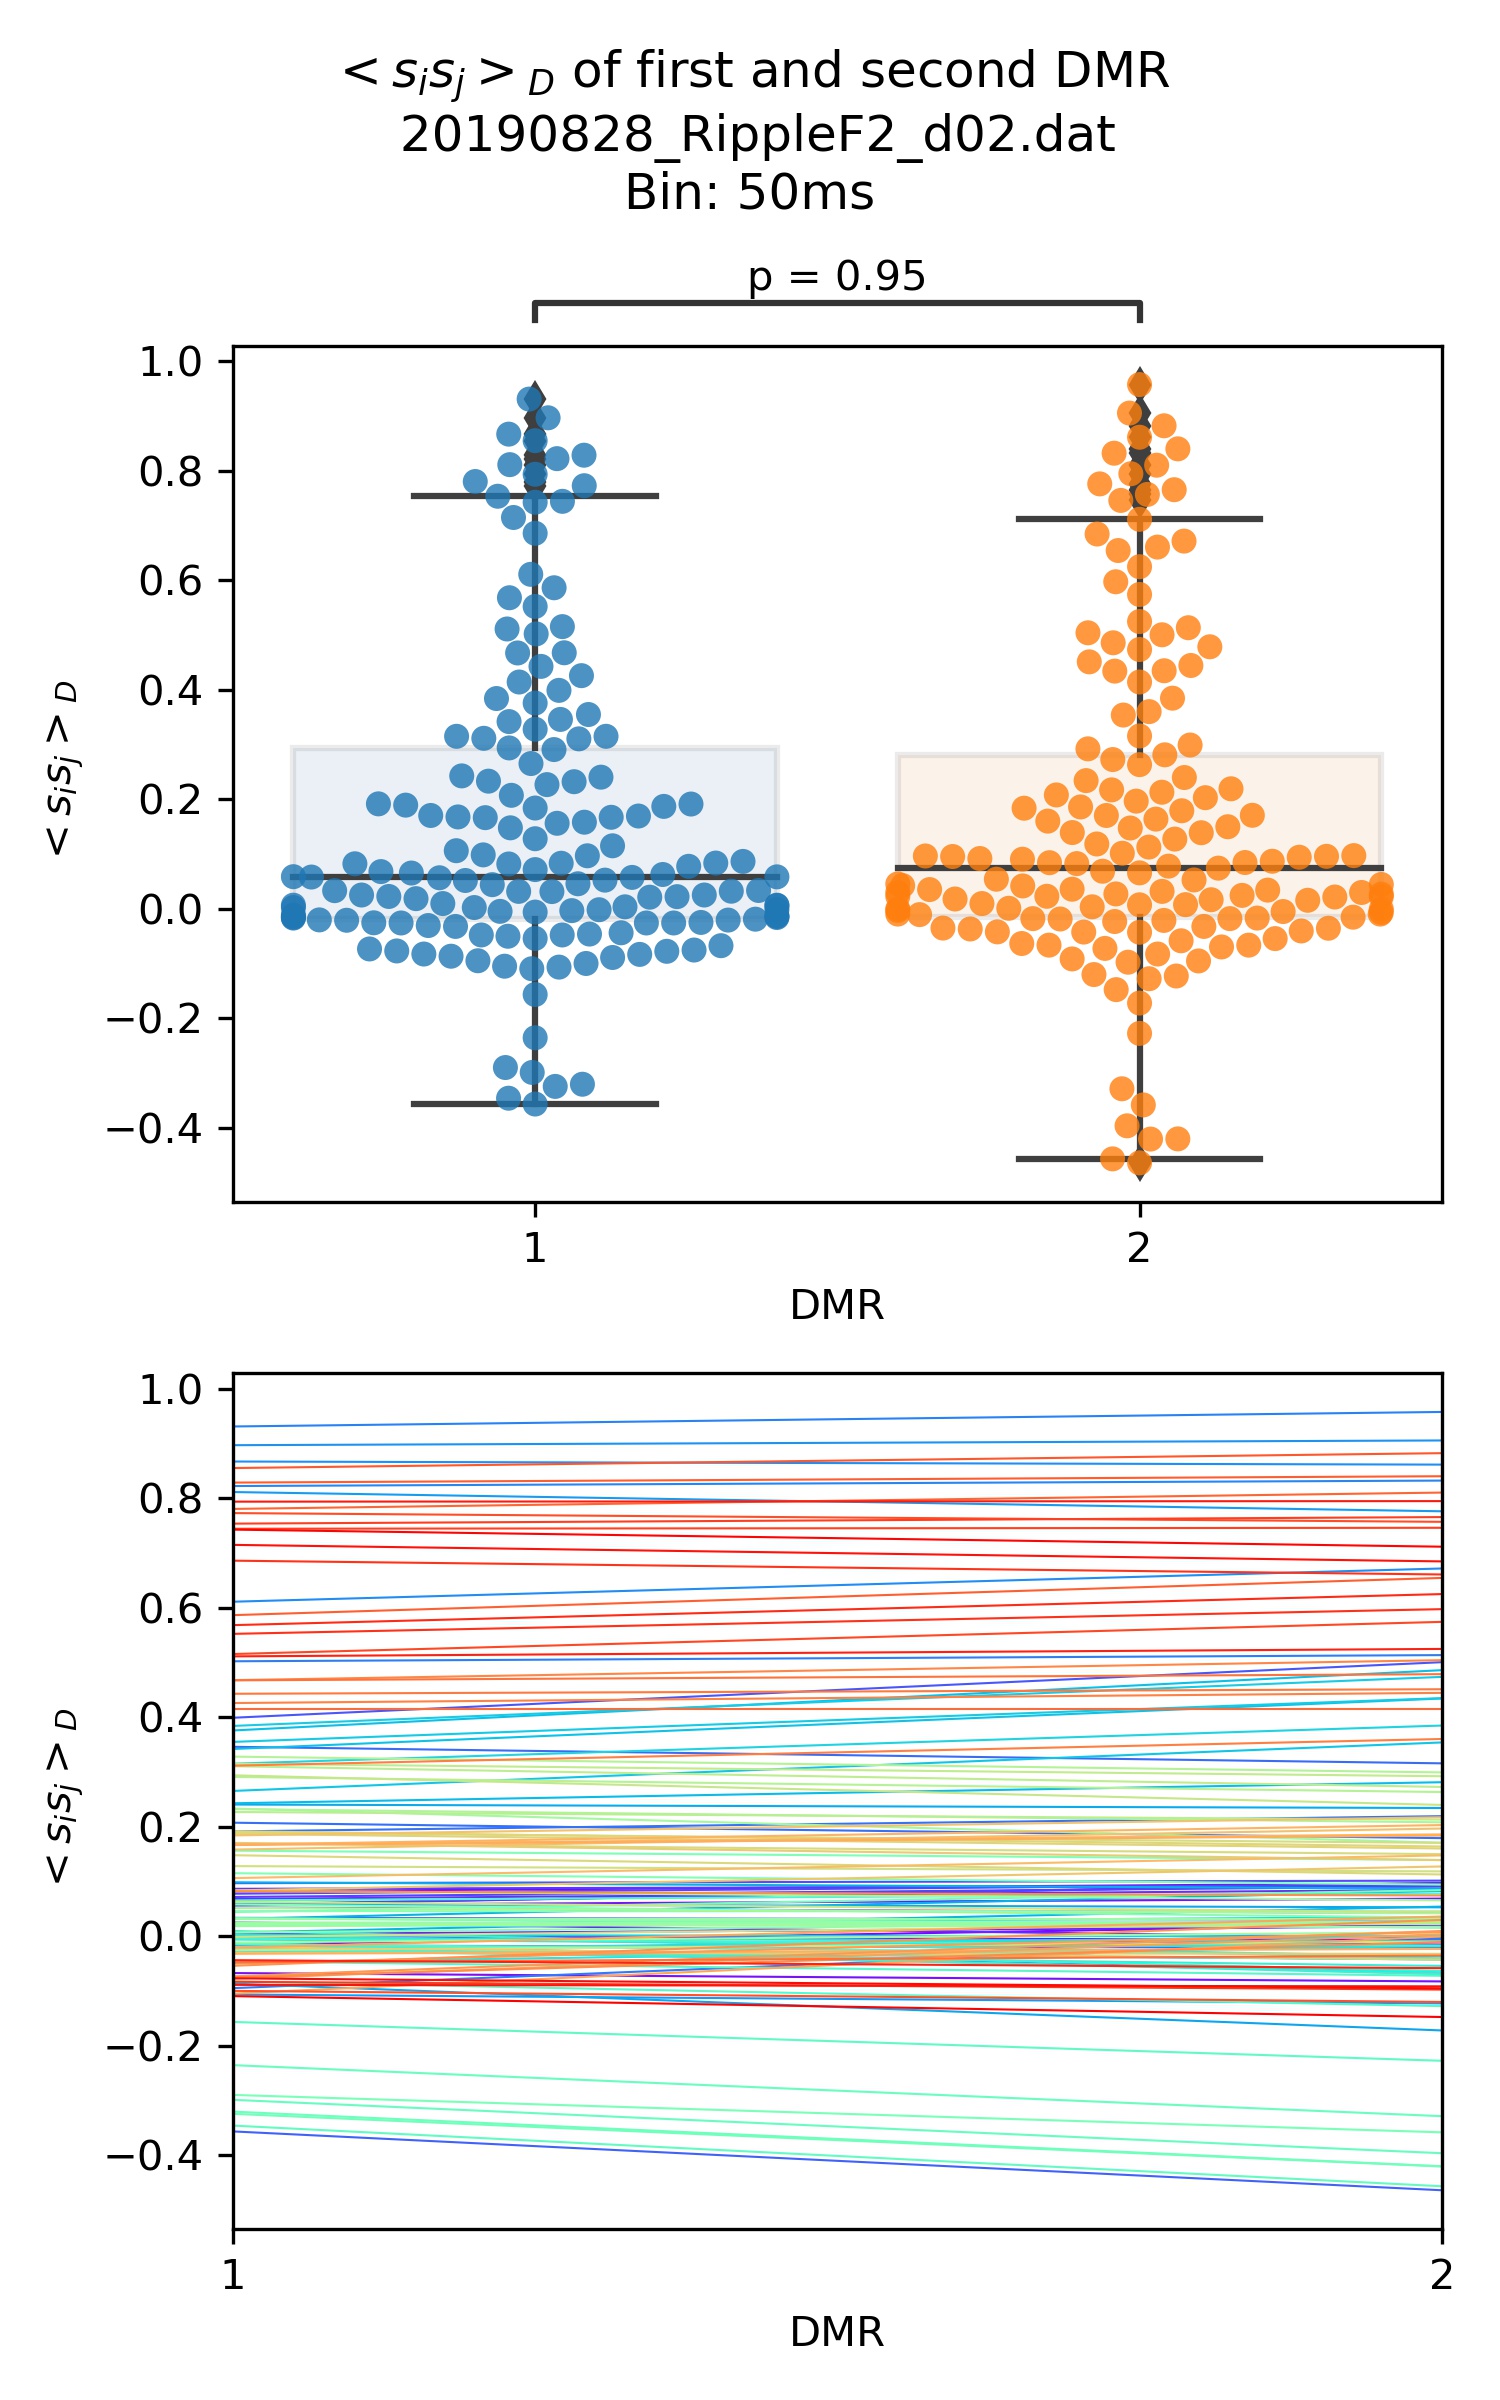 < s_i s_j >_D of first and second DMR
20190828_RippleF2_d02.dat
Bin: 50ms
p = 0.95
1.0
0.8
0.6
0.4
0.2
0.0
−0.2
−0.4
< s_i s_j >_D
1
2
DMR
1.0
0.8
0.6
0.4
0.2
0.0
−0.2
−0.4
< s_i s_j >_D
1
2
DMR